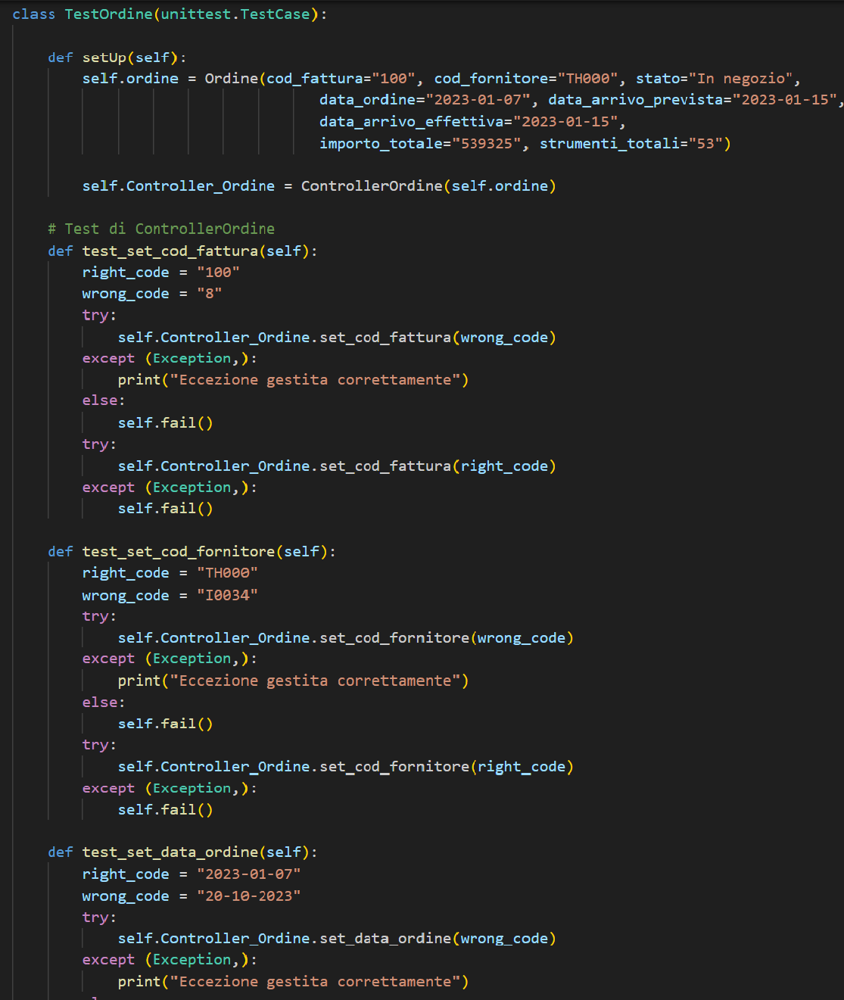 class TestOrdine(unittest.TestCase):
def setUp(self):
self.ordine = Ordine(cod_fattura="100", cod_fornitore="TH000", stato="In negozio",
data_ordine="2023-01-07", data_arrivo_prevista="2023-01-15",
data_arrivo_effettiva="2023-01-15",
importo_totale="539325", strumenti_totali="53")
self.Controller_Ordine = ControllerOrdine(self.ordine)
# Test di ControllerOrdine
def test_set_cod_fattura(self):
right_code = "100"
wrong_code = "8"
try:
self.Controller_Ordine.set_cod_fattura(wrong_code)
except (Exception,):
print("Eccezione gestita correttamente")
else:
self.fail()
try:
self.Controller_Ordine.set_cod_fattura(right_code)
except (Exception,):
self.fail()
def test_set_cod_fornitore(self):
right_code = "TH000"
wrong_code = "I0034"
try:
self.Controller_Ordine.set_cod_fornitore(wrong_code)
except (Exception,):
print("Eccezione gestita correttamente")
else:
self.fail()
try:
self.Controller_Ordine.set_cod_fornitore(right_code)
except (Exception,):
self.fail()
def test_set_data_ordine(self):
right_code = "2023-01-07"
wrong_code = "20-10-2023"
try:
self.Controller_Ordine.set_data_ordine(wrong_code)
except (Exception,):
print("Eccezione gestita correttamente")